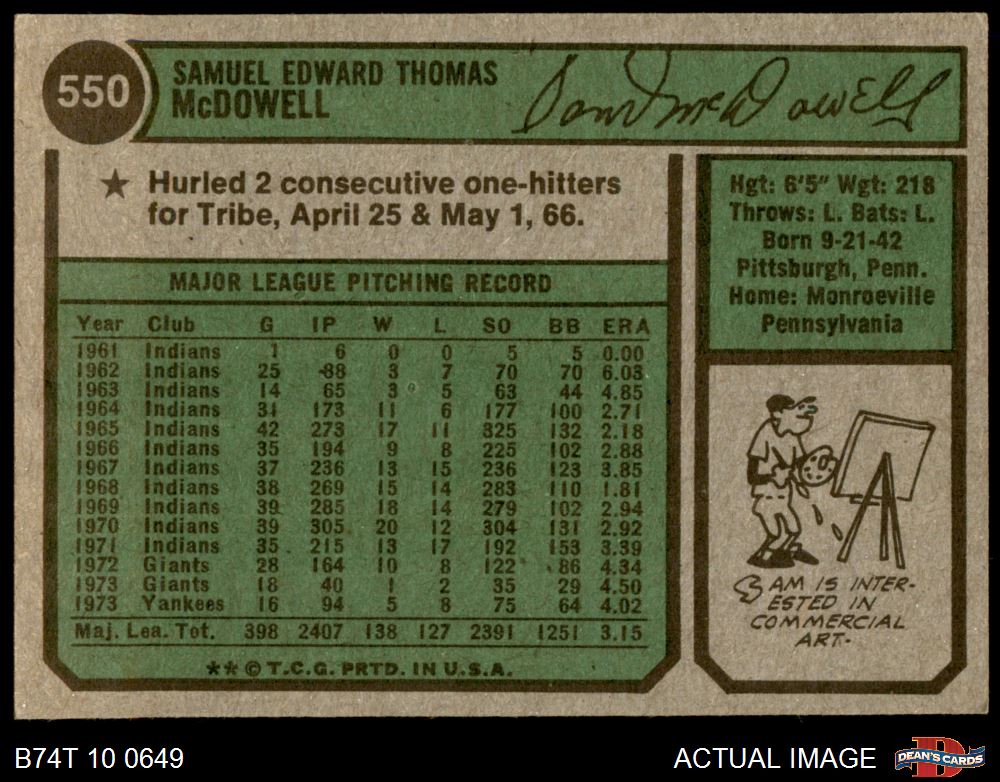 550
SAMUEL EDWARD THOMAS
McDOWELL
Sam McDowell
★ Hurled 2 consecutive one-hitters
for Tribe, April 25 & May 1, 66.
Hgt: 6'5" Wgt: 218
Throws: L. Bats: L.
Born 9-21-42
Pittsburgh, Penn.
Home: Monroeville
Pennsylvania
MAJOR LEAGUE PITCHING RECORD
Year Club G IP W L SO BB ERA
1961 Indians 1 6 0 0 5 5 0.00
1962 Indians 25 88 3 7 70 70 6.03
1963 Indians 14 65 3 5 63 44 4.85
1964 Indians 31 173 11 6 177 100 2.71
1965 Indians 42 273 17 11 325 132 2.18
1966 Indians 35 194 9 8 225 102 2.88
1967 Indians 37 236 13 15 236 123 3.85
1968 Indians 38 269 15 14 283 110 1.81
1969 Indians 39 285 18 14 279 102 2.94
1970 Indians 39 305 20 12 304 131 2.92
1971 Indians 35 215 13 17 192 153 3.39
1972 Giants 28 164 10 8 122 86 4.34
1973 Giants 18 40 1 2 35 29 4.50
1973 Yankees 16 94 5 8 75 64 4.02
Maj. Lea. Tot. 398 2407 138 127 2391 1251 3.15
★★ © T.C.G. PRTD. IN U.S.A.
SAM IS INTER-
ESTED IN
COMMERCIAL
ART.
B74T 10 0649
ACTUAL IMAGE
DEAN'S CARDS